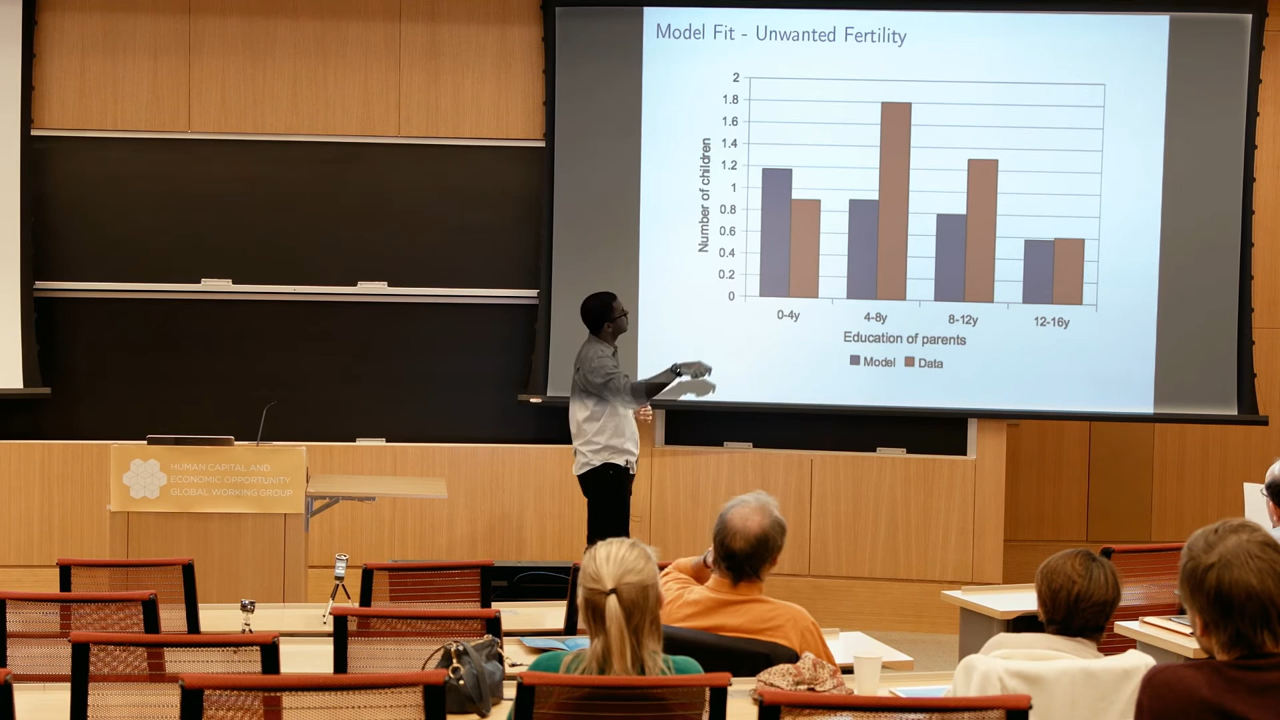 Model Fit - Unwanted Fertility
2
1.8
1.6
1.4
1.2
1
0.8
0.6
0.4
0.2
0
Number of children
0-4y 4-8y 8-12y 12-16y
Education of parents
Model Data
HUMAN CAPITAL AND
ECONOMIC OPPORTUNITY
GLOBAL WORKING GROUP